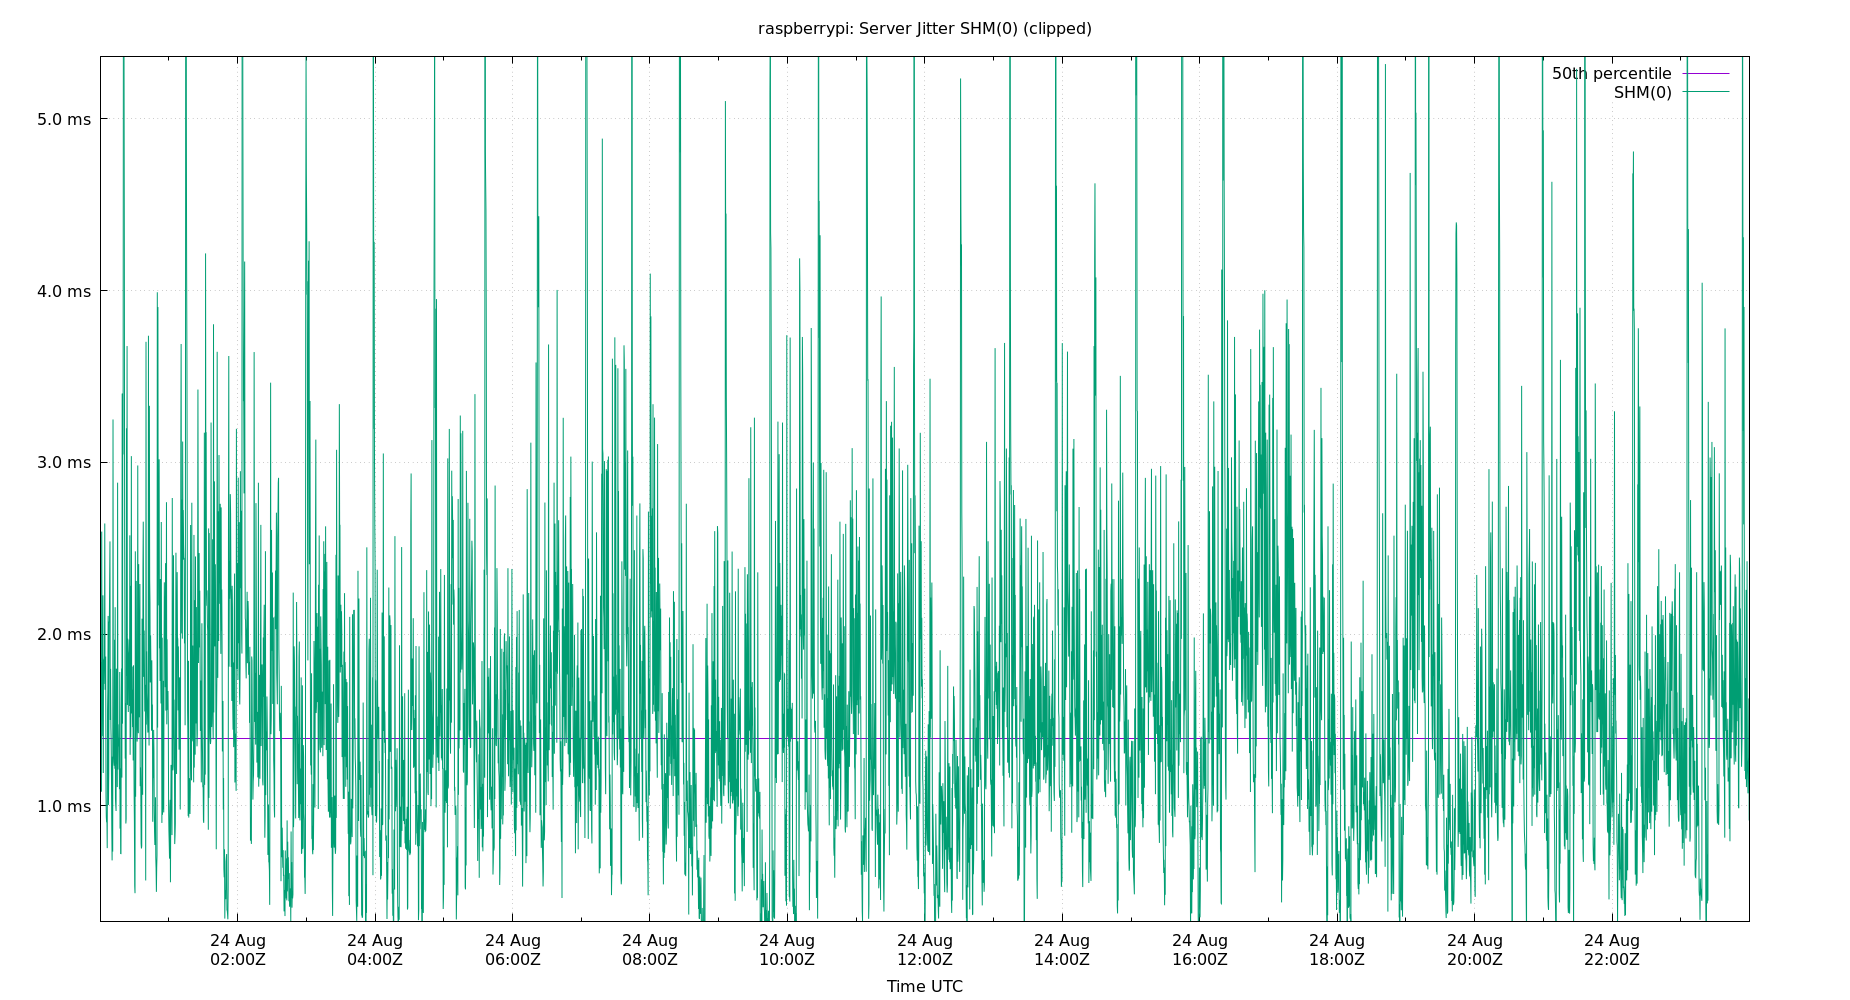 raspberrypi: Server Jitter SHM(0) (clipped)
50th percentile
SHM(0)
5.0 ms
4.0 ms
3.0 ms
2.0 ms
1.0 ms
24 Aug 24 Aug 24 Aug 24 Aug 24 Aug 24 Aug 24 Aug 24 Aug 24 Aug 24 Aug 24 Aug
02:00Z 04:00Z 06:00Z 08:00Z 10:00Z 12:00Z 14:00Z 16:00Z 18:00Z 20:00Z 22:00Z
Time UTC